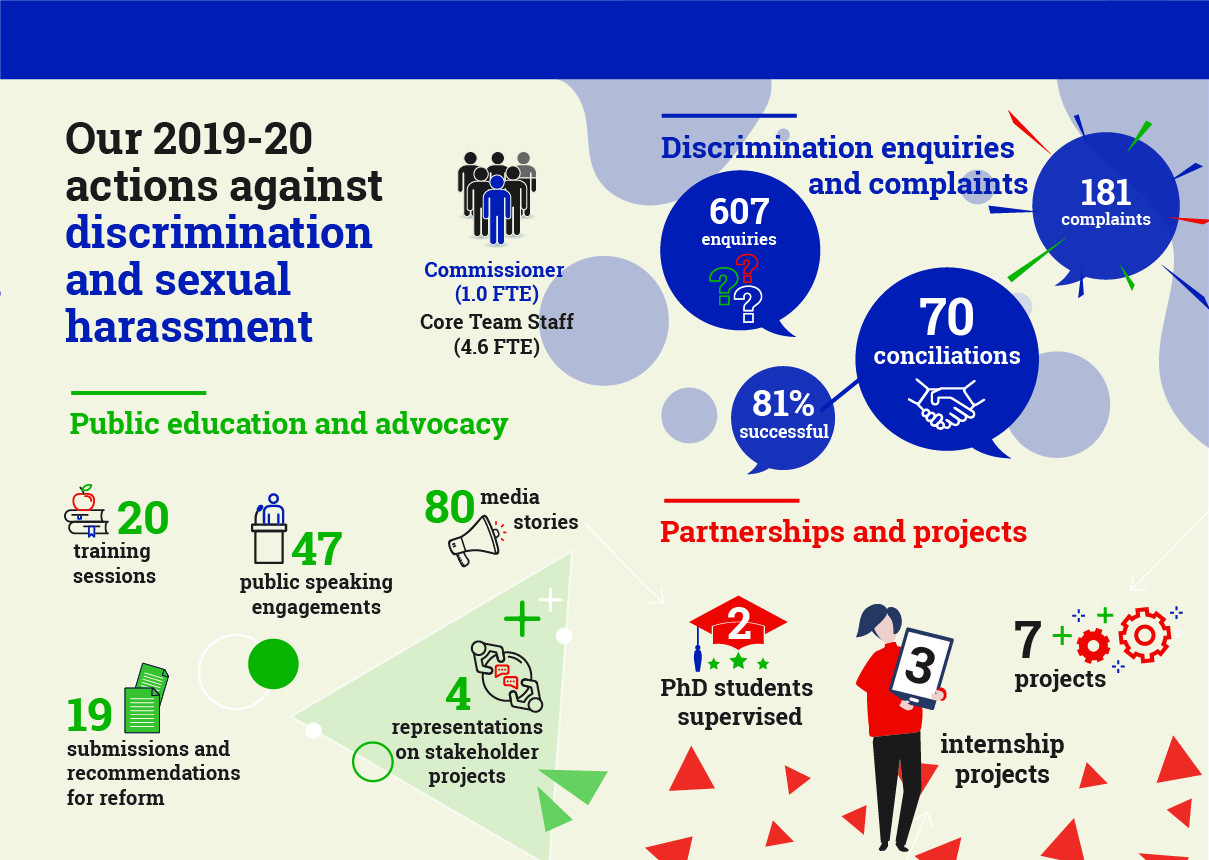 Our 2019-20
actions against
discrimination
and sexual
harassment
Commissioner
(1.0 FTE)
Core Team Staff
(4.6 FTE)
Public education and advocacy
20
training
sessions
47
public speaking
engagements
80 media
stories
19
submissions and
recommendations
for reform
4
representations
on stakeholder
projects
Discrimination enquiries
and complaints
607
enquiries
???
181
complaints
70
conciliations
81%
successful
Partnerships and projects
2
PhD students
supervised
3
internship
projects
7
projects